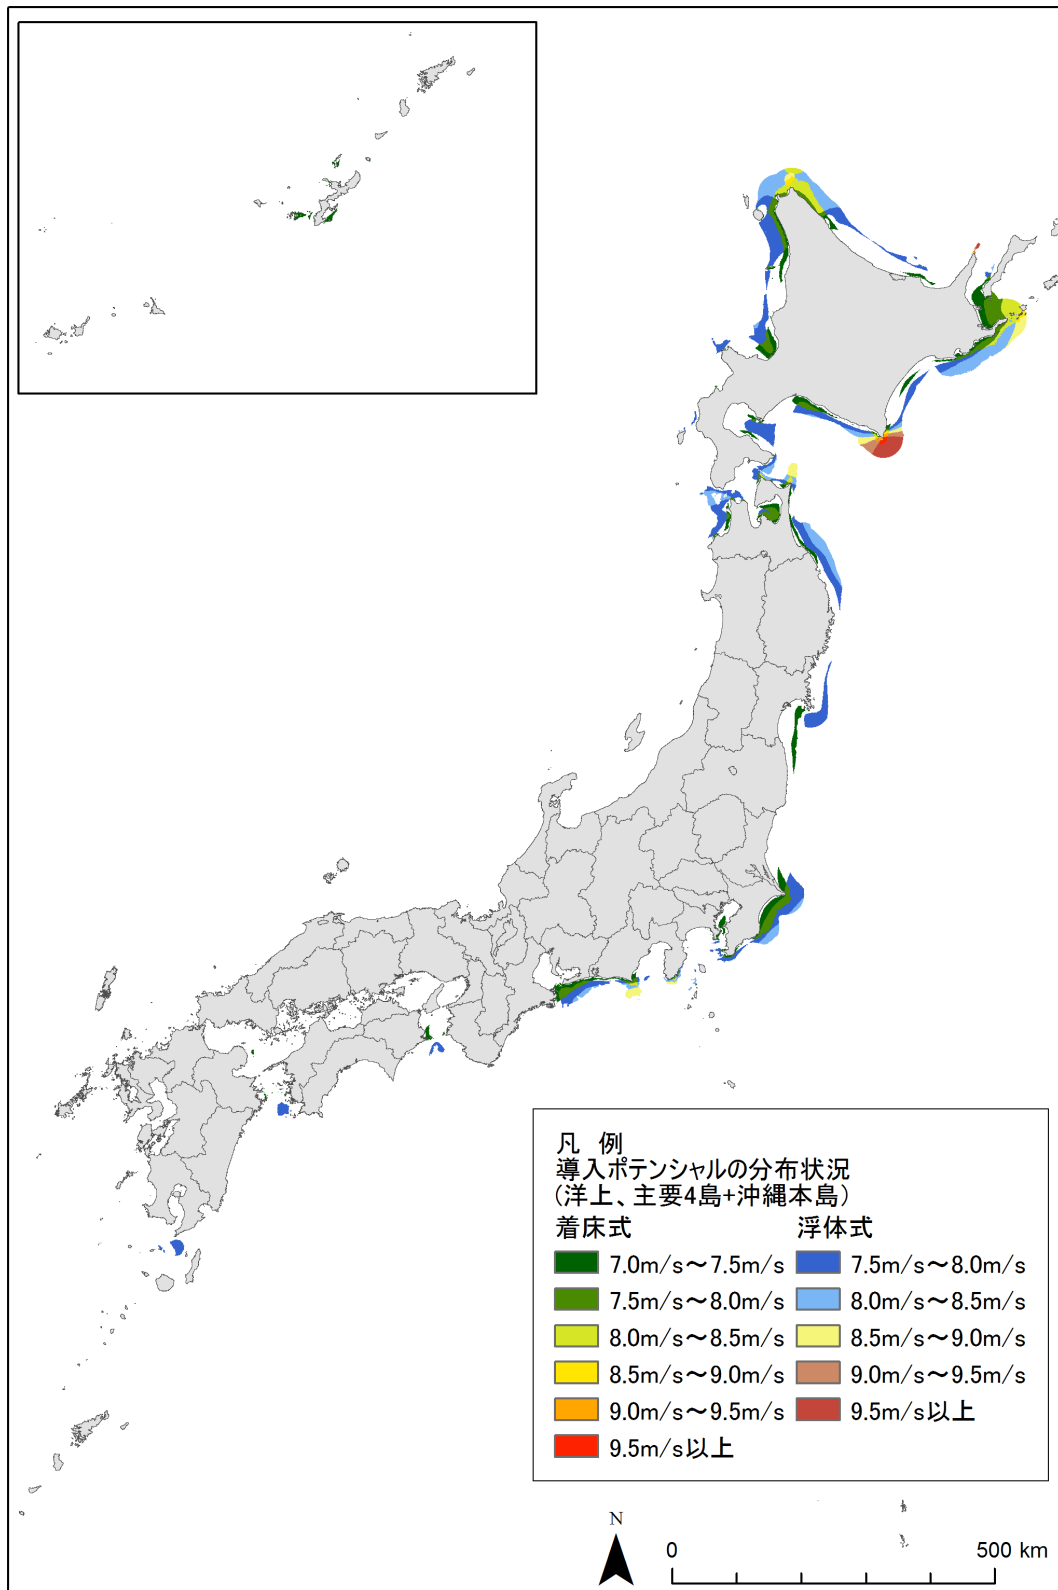 凡 例
導入ポテンシャルの分布状況
(洋上、主要4島+沖縄本島)
着床式 浮体式
7.0m/s～7.5m/s 7.5m/s～8.0m/s
7.5m/s～8.0m/s 8.0m/s～8.5m/s
8.0m/s～8.5m/s 8.5m/s～9.0m/s
8.5m/s～9.0m/s 9.0m/s～9.5m/s
9.0m/s～9.5m/s 9.5m/s以上
9.5m/s以上
N
0 500 km